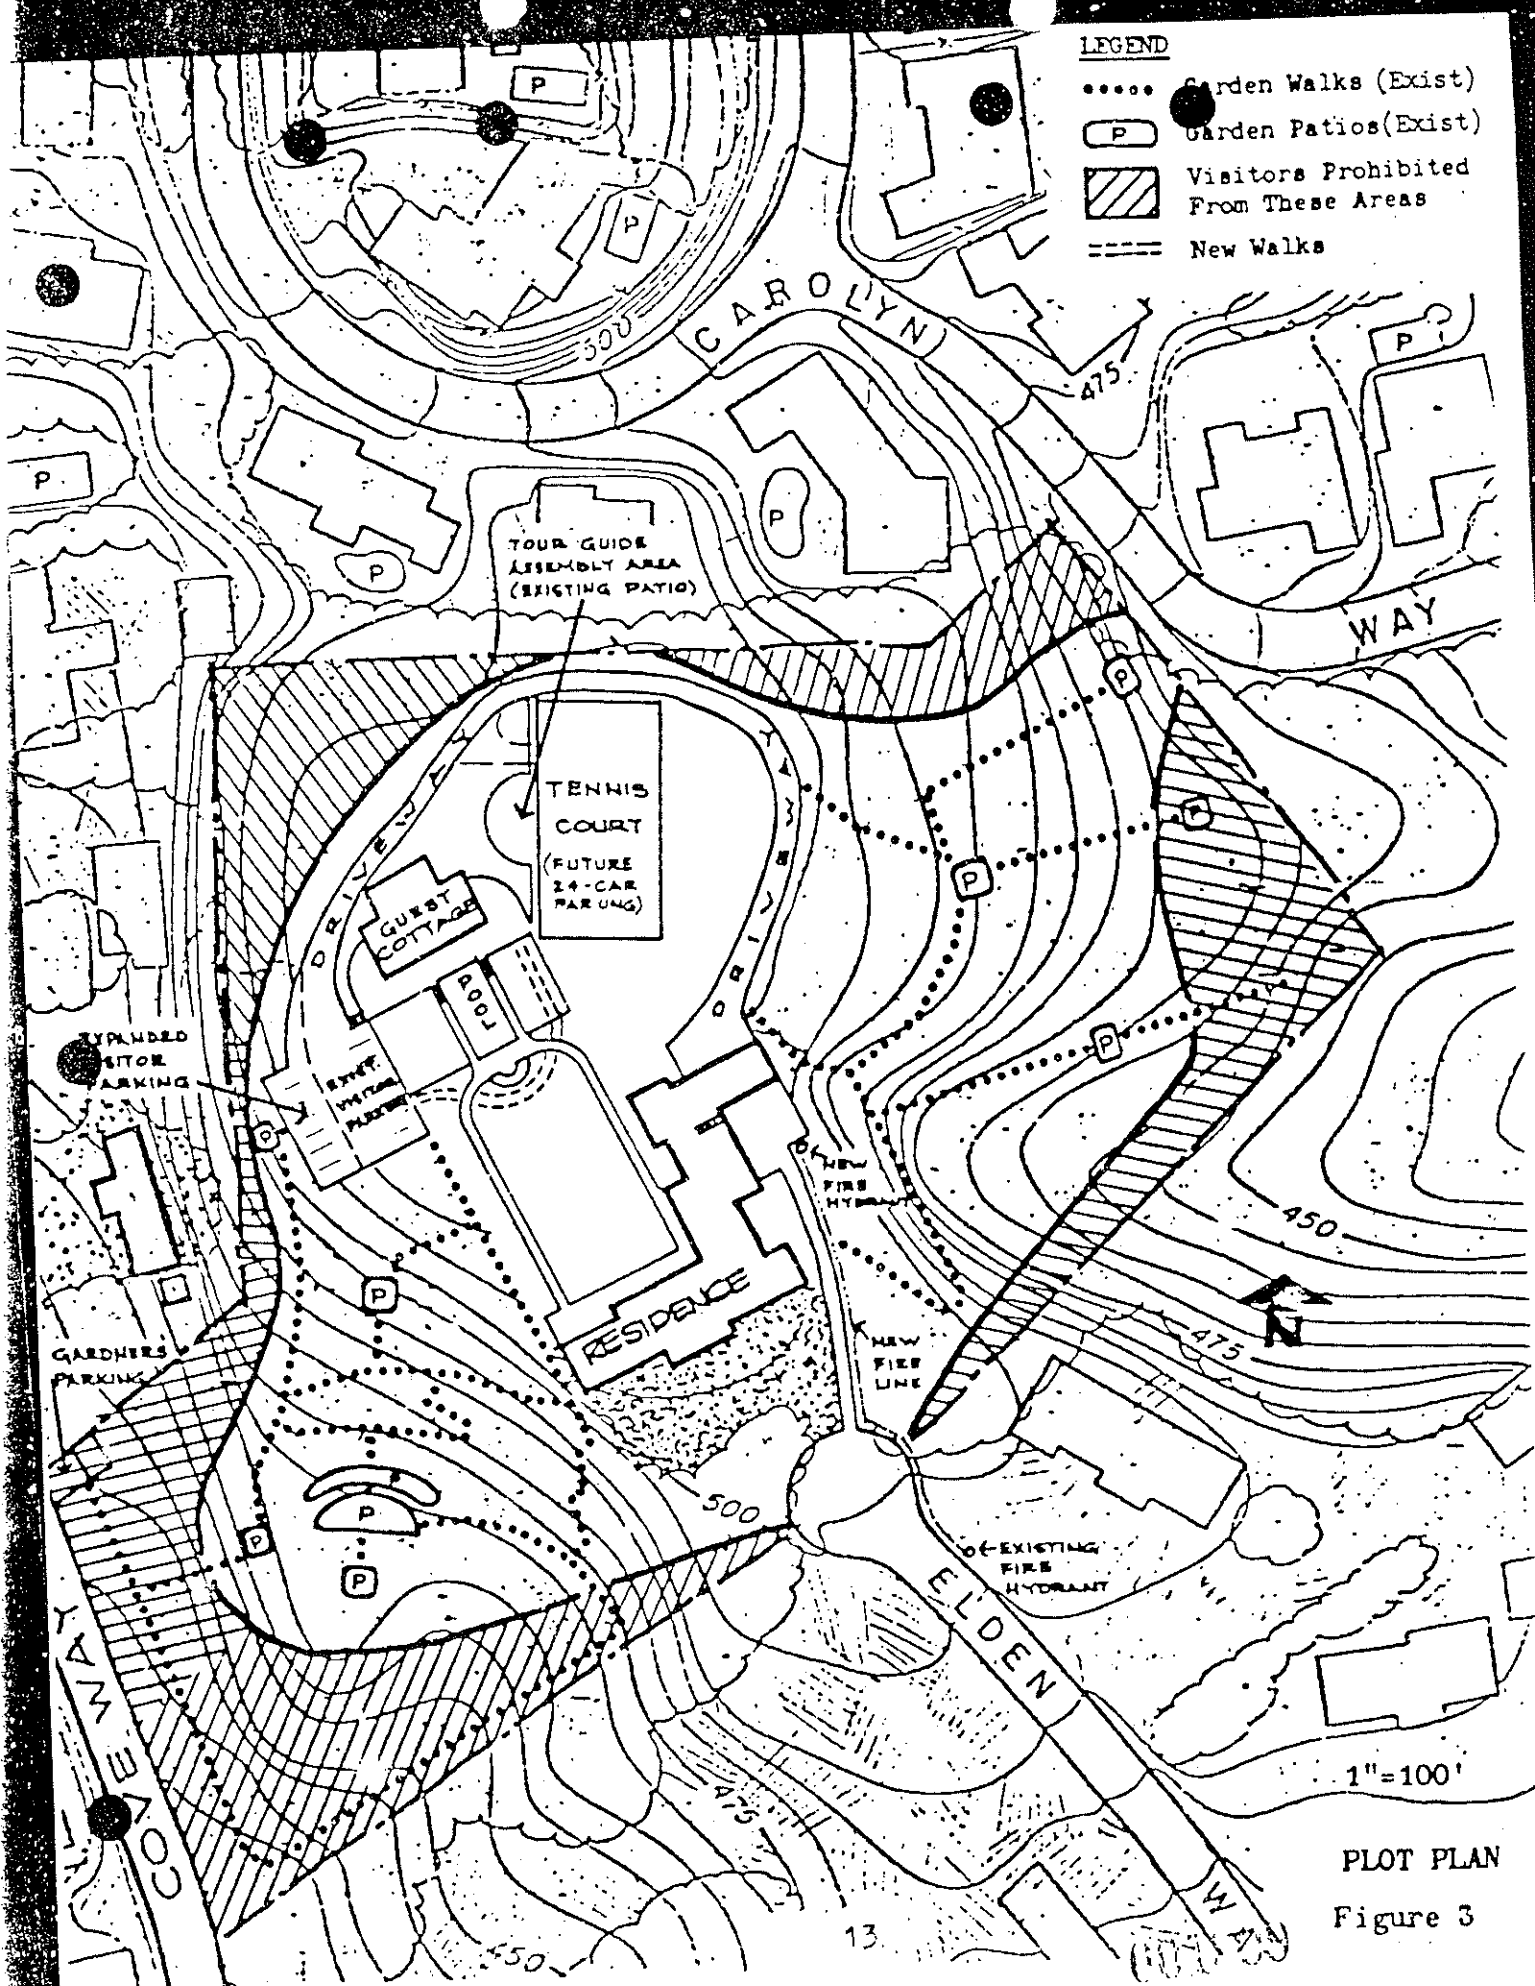 LEGEND
Garden Walks (Exist)
P Garden Patios(Exist)
Visitors Prohibited
From These Areas
New Walks
P
P
500
CAROLYN
475
P
P
P
P
TOUR GUIDE
ASSEMBLY AREA
(EXISTING PATIO)
WAY
P
DRIVEWAY
TENNIS
COURT
(FUTURE
24-CAR
PARKING)
DRIVEWAY
P
P
GUEST
COTTAGE
POOL
EXPANDED
VISITOR
PARKING
EXIST.
VISITOR
P
P
NEW
FIRE
HYDRANT
450
N
P
RESIDENCE
GARDNERS
PARKING
NEW
FIRE
LINE
475
P
P
P
500
EXISTING
FIRE
HYDRANT
ELDEN
WAY
COVE WAY
475
450
1"=100'
PLOT PLAN
Figure 3
13